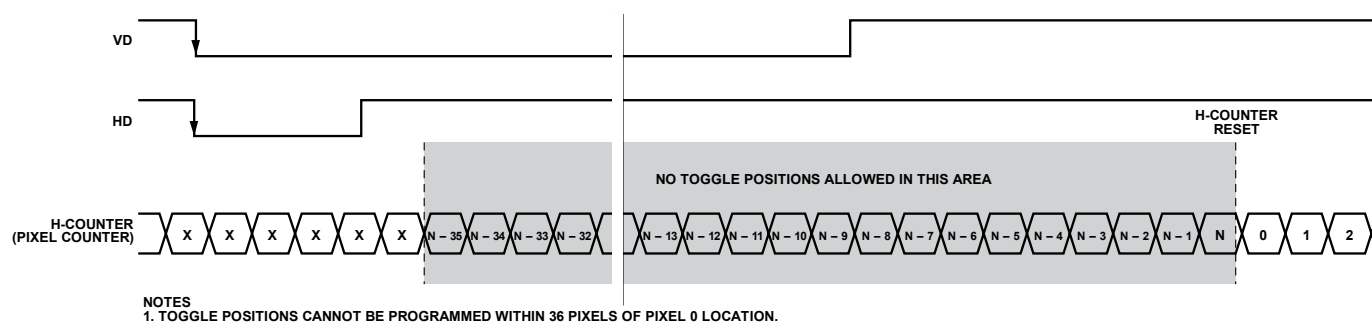 VD
HD
H-COUNTER
RESET
NO TOGGLE POSITIONS ALLOWED IN THIS AREA
H-COUNTER
(PIXEL COUNTER)
X X X X X X N – 35 N – 34 N – 33 N – 32 N – 13 N – 12 N – 11 N – 10 N – 9 N – 8 N – 7 N – 6 N – 5 N – 4 N – 3 N – 2 N – 1 N 0 1 2
NOTES
1. TOGGLE POSITIONS CANNOT BE PROGRAMMED WITHIN 36 PIXELS OF PIXEL 0 LOCATION.